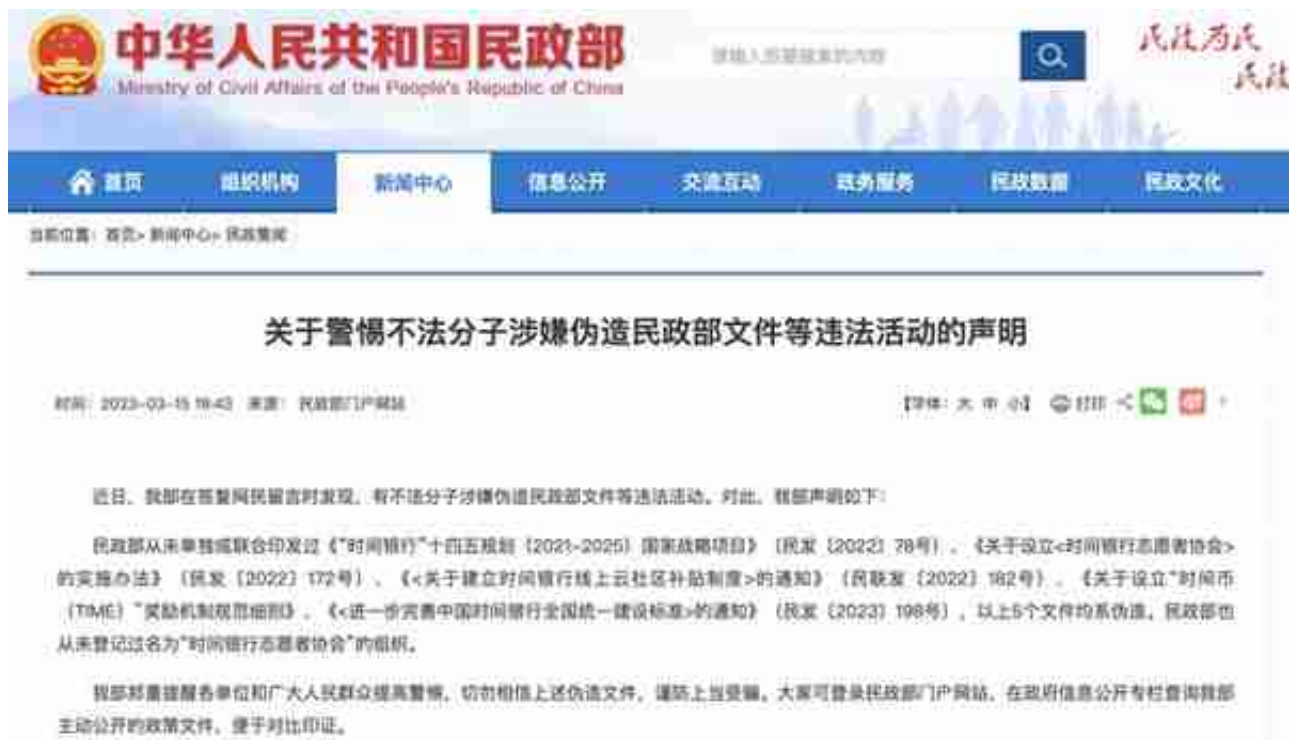 中华人民共和国民政部
Ministry of Civil Affairs of the People's Republic of China
民政为民
首页 组织机构 新闻中心 信息公开 交流互动 政务服务 民政数据 民政文化
当前位置：首页> 新闻中心> 民政要闻
关于警惕不法分子涉嫌伪造民政部文件等违法活动的声明
时间：2023-03-15 18:43 来源：民政部门户网站 【字体：大 中 小】 打印
近日，我部在答复网民留言时发现，有不法分子涉嫌伪造民政部文件等违法活动。对此，我部声明如下：
民政部从未单独或联合印发过《“时间银行”十四五规划（2021-2025）国家战略项目》（民发〔2022〕78号）、《关于设立<时间银行志愿者协会>
的实施办法》（民发〔2022〕172号）、《<关于建立时间银行线上云社区补贴制度>的通知》（民联发〔2022〕182号）、《关于设立“时间币
（TIME）”奖励机制规范细则》、《<进一步完善中国时间银行全国统一建设标准>的通知》（民发〔2023〕198号），以上5个文件均系伪造。民政部也
从未登记过名为“时间银行志愿者协会”的组织。
我部郑重提醒各单位和广大人民群众提高警惕，切勿相信上述伪造文件，谨防上当受骗。大家可登录民政部门户网站，在政府信息公开专栏查询我部
主动公开的政策文件，便于对比印证。